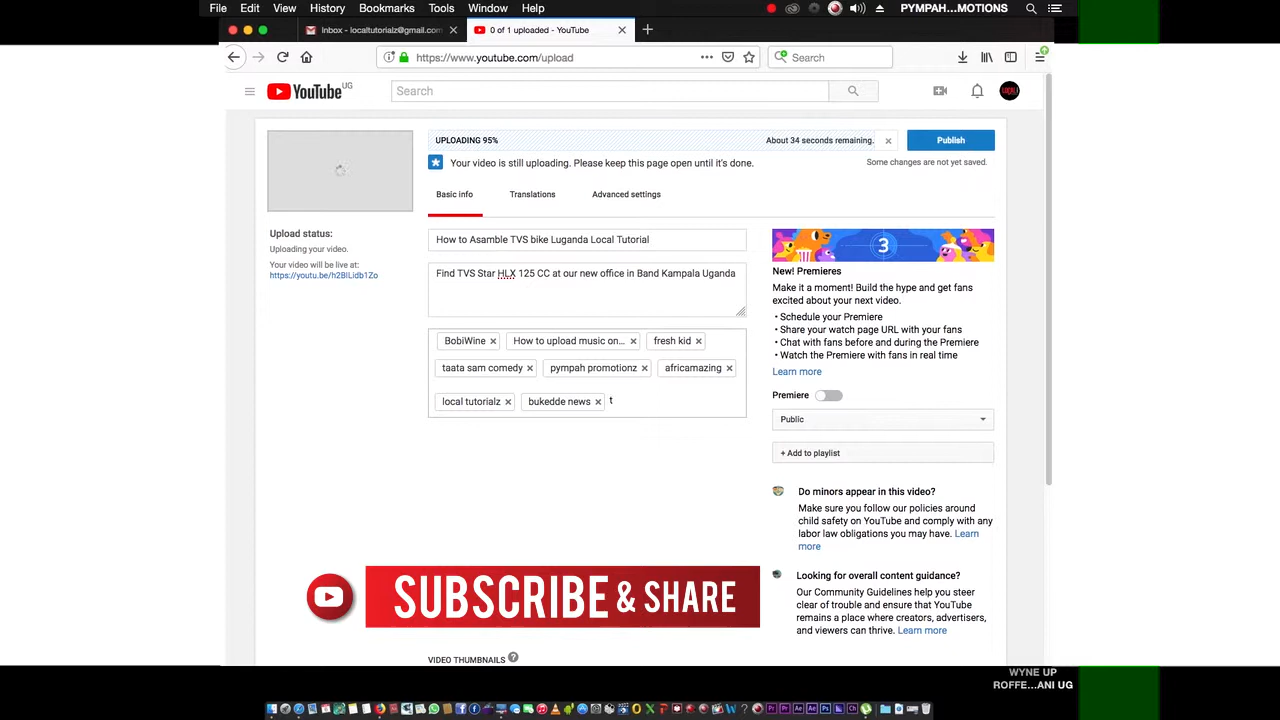 File Edit View History Bookmarks Tools Window Help PYMPAH...MOTIONS
Inbox - localtutorialz@gmail.com
0 of 1 uploaded - YouTube
https://www.youtube.com/upload
Search
YouTube UG
Search
UPLOADING 95%
About 34 seconds remaining.
Publish
Your video is still uploading. Please keep this page open until it's done.
Some changes are not yet saved.
Basic info Translations Advanced settings
Upload status:
Uploading your video.
Your video will be live at:
https://youtu.be/h2BlLidb1Zo
How to Asamble TVS bike Luganda Local Tutorial
Find TVS Star HLX 125 CC at our new office in Band Kampala Uganda
BobiWine How to upload music on... fresh kid
taata sam comedy pympah promotionz africamazing
local tutorialz bukedde news t
3
New! Premieres
Make it a moment! Build the hype and get fans
excited about your next video.
• Schedule your Premiere
• Share your watch page URL with your fans
• Chat with fans before and during the Premiere
• Watch the Premiere with fans in real time
Learn more
Premiere
Public
+ Add to playlist
Do minors appear in this video?
Make sure you follow our policies around
child safety on YouTube and comply with any
labor law obligations you may have. Learn
more
Looking for overall content guidance?
Our Community Guidelines help you steer
clear of trouble and ensure that YouTube
remains a place where creators, advertisers,
and viewers can thrive. Learn more
SUBSCRIBE & SHARE
VIDEO THUMBNAILS ?
WYNE UP
ROFFE...ANI UG